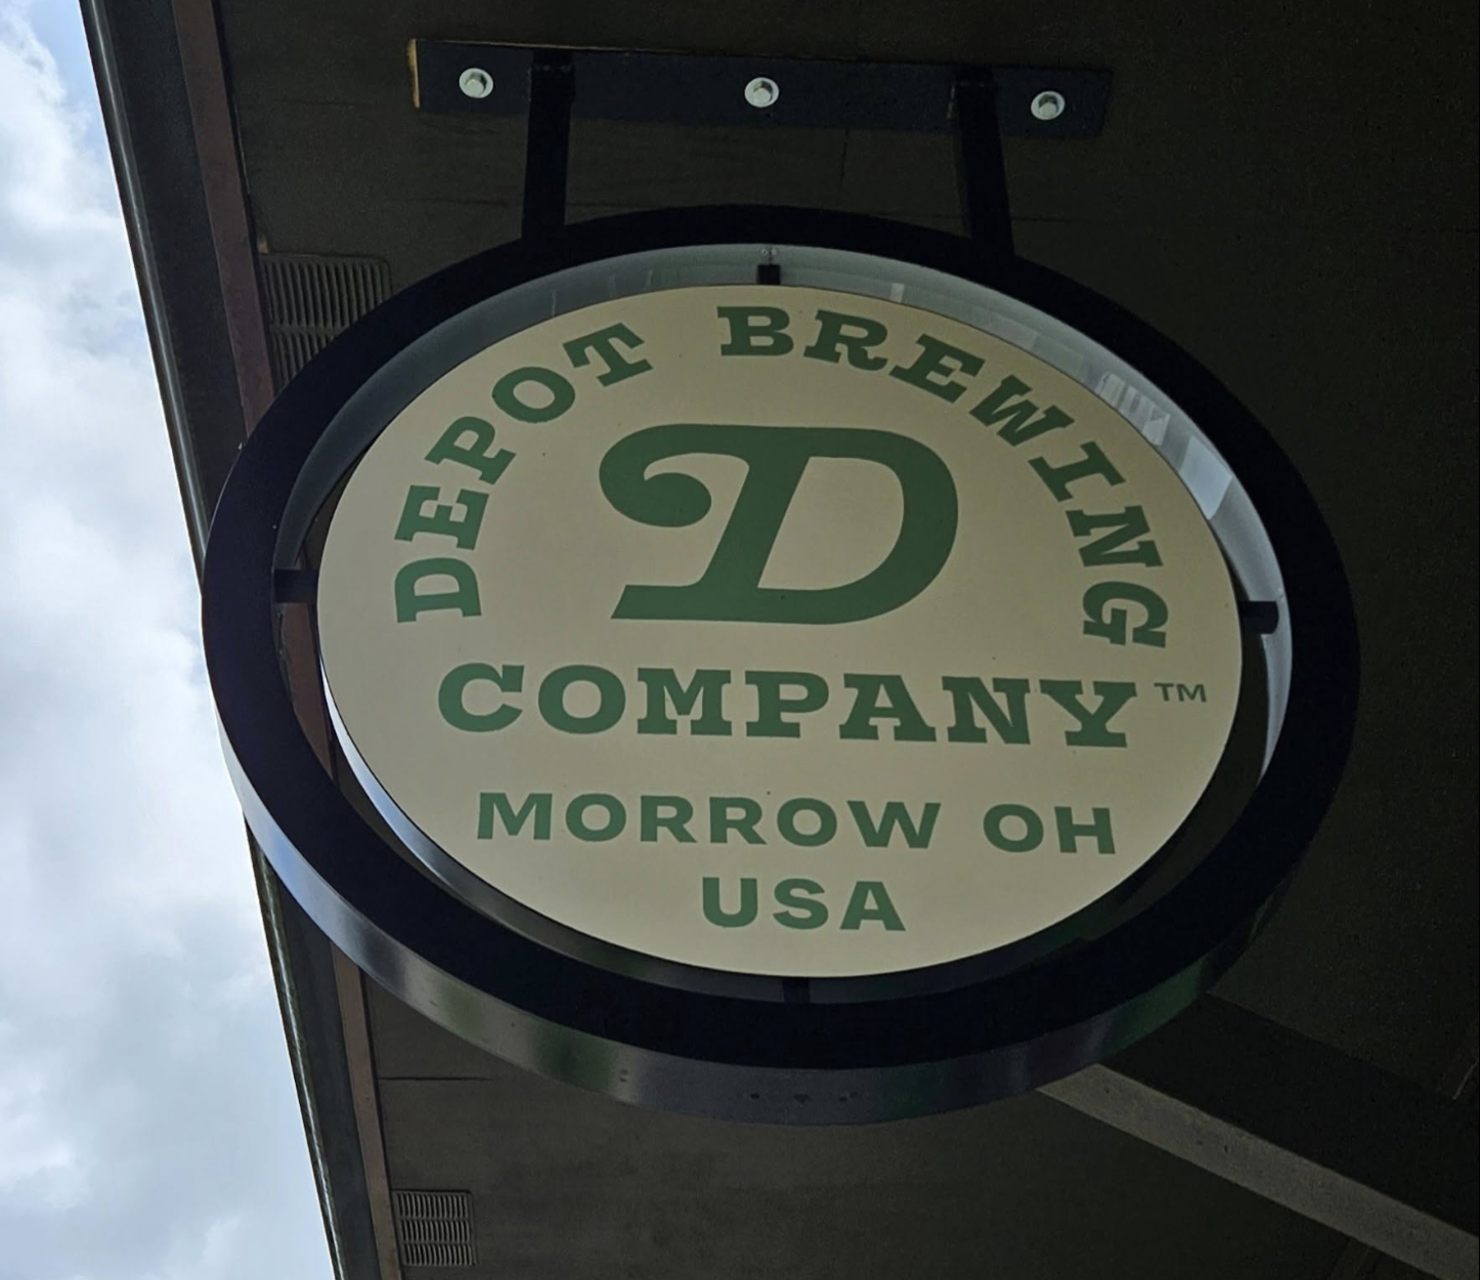 DEPOT BREWING
D
COMPANY™
MORROW OH
USA